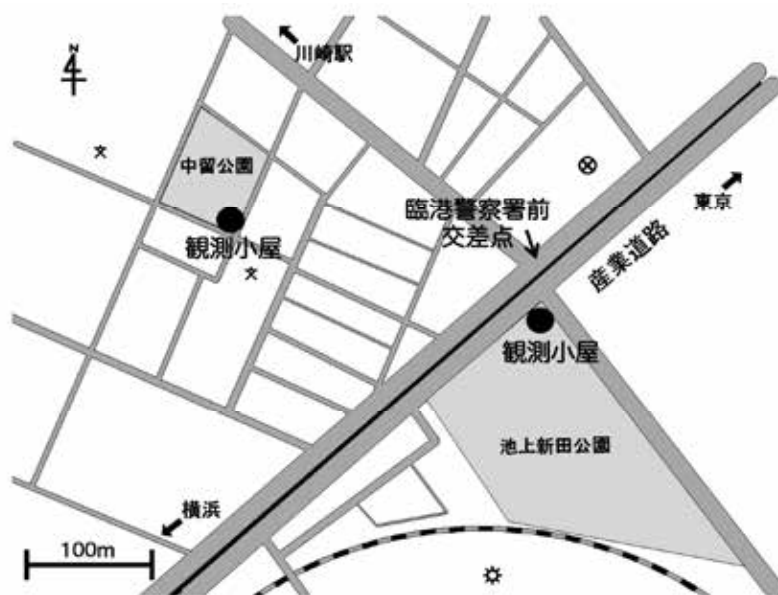 N
川崎駅
文
中留公園
観測小屋
文
臨港警察署前
交差点
東京
産業道路
観測小屋
池上新田公園
横浜
100m